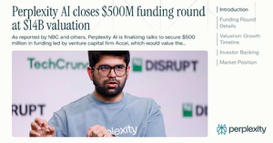 Perplexity AI closes $500M funding round
at $14B valuation
As reported by NBC and others, Perplexity AI is finalizing talks to secure $500
million in funding led by venture capital firm Accel, which would value the...
Introduction
Funding Round
Details
Valuation Growth
Timeline
Investor Backing
Market Position
TechCrun
DISRUPT
perplexity
perplexity